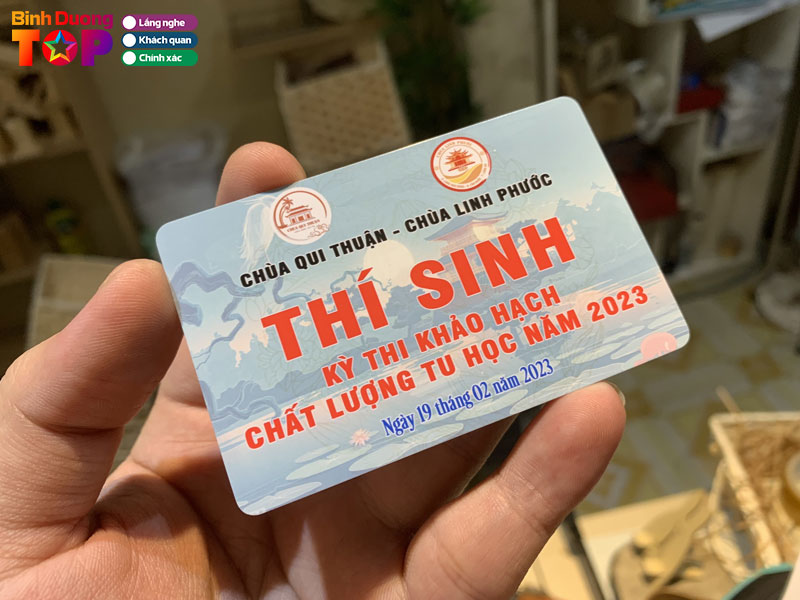 Bình Dương
TOP
Lắng nghe
Khách quan
Chính xác
CHÙA QUI THUẬN - CHÙA LINH PHƯỚC
THÍ SINH
KỲ THI KHẢO HẠCH
CHẤT LƯỢNG TU HỌC NĂM 2023
Ngày 19 tháng 02 năm 2023